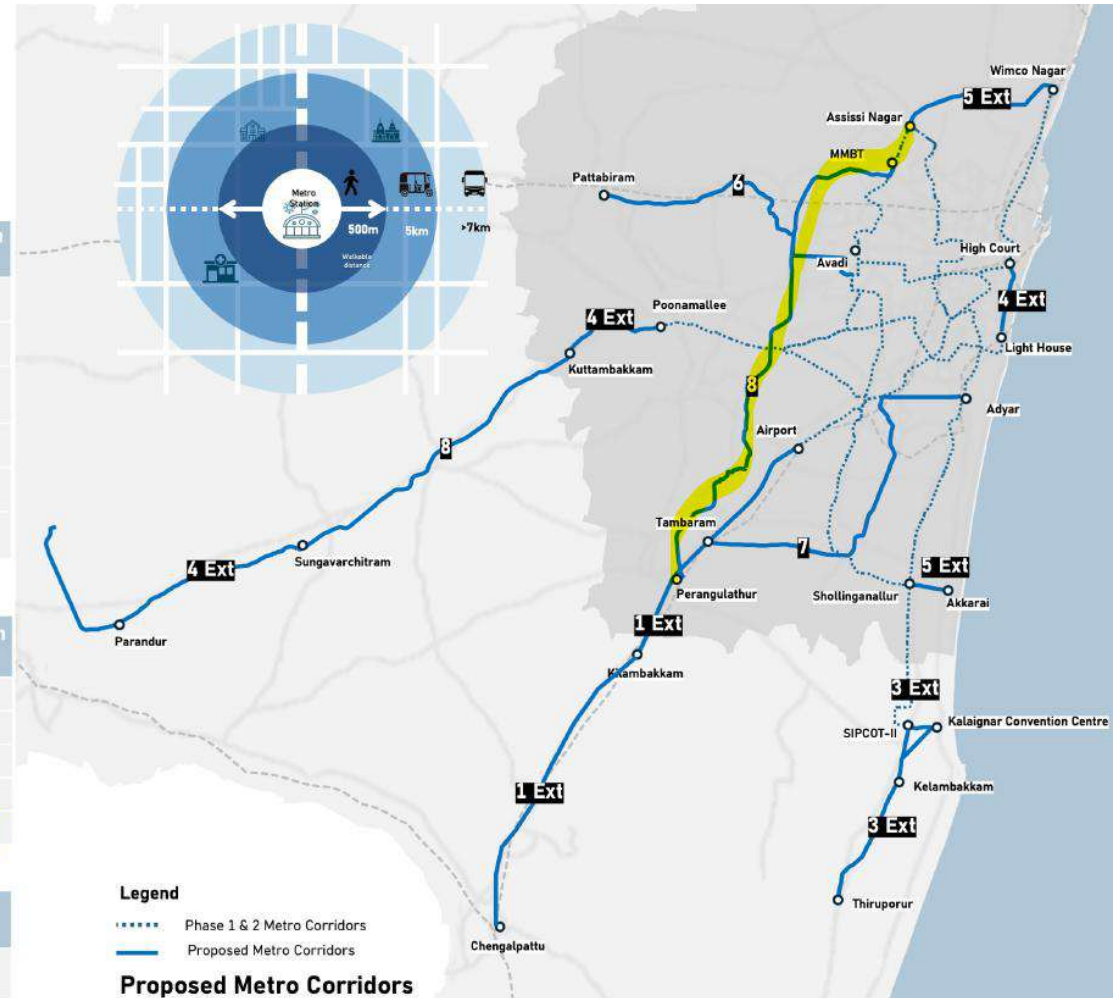 Wimco Nagar
5 Ext
Assissi Nagar
MMBT
Pattabiram
6
Metro
Station
500m
5km
>7km
Walkable
distance
Avadi
High Court
4 Ext
Poonamallee
4 Ext
Light House
Kuttambakkam
8
Adyar
Airport
8
Tambaram
7
Sungavarchitram
4 Ext
5 Ext
Perangulathur
Shollinganallur
Akkarai
Parandur
1 Ext
Kilambakkam
3 Ext
Kalaignar Convention Centre
SIPCOT-II
Kelambakkam
1 Ext
3 Ext
Legend
Thiruporur
Phase 1 & 2 Metro Corridors
Chengalpattu
Proposed Metro Corridors
Proposed Metro Corridors